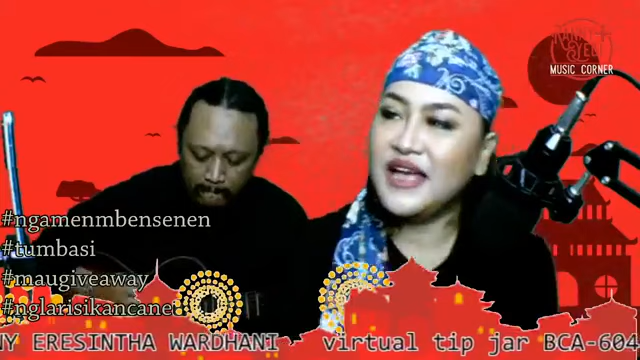 MUSIC CORNER
#ngamenmbensenen
#tumbasi
#maugiveaway
#nglarisikancane
NY ERESINTHA WARDHANI virtual tip jar BCA-604